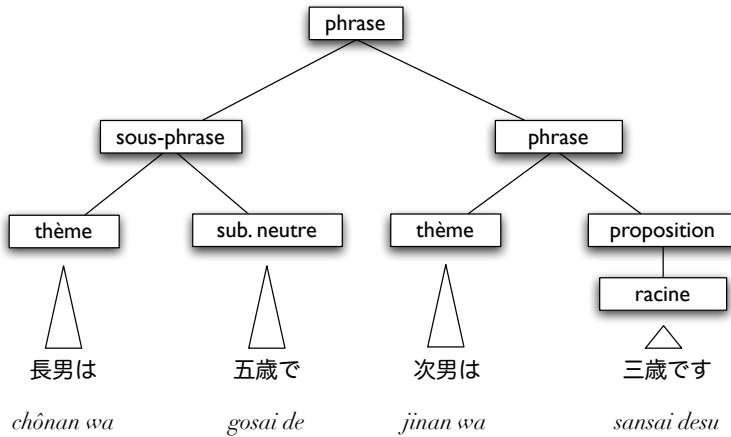 phrase
sous-phrase phrase
thème sub. neutre thème proposition
racine
長男は 五歳で 次男は 三歳です
chônan wa gosai de jinan wa sansai desu